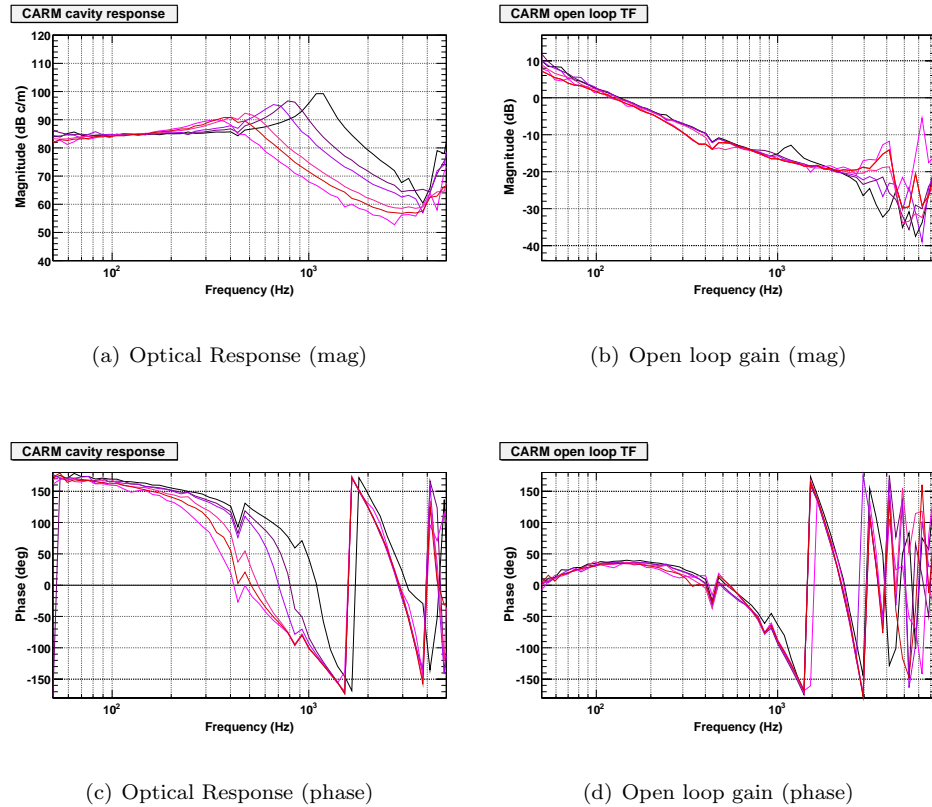 CARM cavity response
Magnitude (dB c/m)
120
110
100
90
80
70
60
50
40
10²
10³
Frequency (Hz)
(a) Optical Response (mag)
CARM open loop TF
Magnitude (dB)
10
0
-10
-20
-30
-40
10²
10³
Frequency (Hz)
(b) Open loop gain (mag)
CARM cavity response
Phase (deg)
150
100
50
0
-50
-100
-150
10²
10³
Frequency (Hz)
(c) Optical Response (phase)
CARM open loop TF
Phase (deg)
150
100
50
0
-50
-100
-150
10²
10³
Frequency (Hz)
(d) Open loop gain (phase)